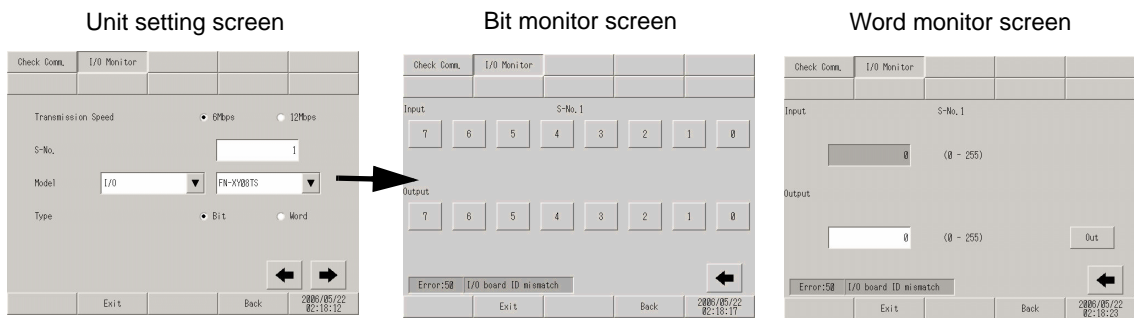 Unit setting screen
Bit monitor screen
Word monitor screen
Check Comm. I/O Monitor
Transmission Speed 6Mbps 12Mbps
S-No. 1
Model I/O FN-XY08TS
Type Bit Word
Exit Back 2006/05/22
02:18:12
Check Comm. I/O Monitor
Input S-No.1
7 6 5 4 3 2 1 0
Output
7 6 5 4 3 2 1 0
Error:50 I/O board ID mismatch
Exit Back 2006/05/22
02:18:17
Check Comm. I/O Monitor
Input S-No.1
0 (0 - 255)
Output
0 (0 - 255) Out
Error:50 I/O board ID mismatch
Exit Back 2006/05/22
02:18:23